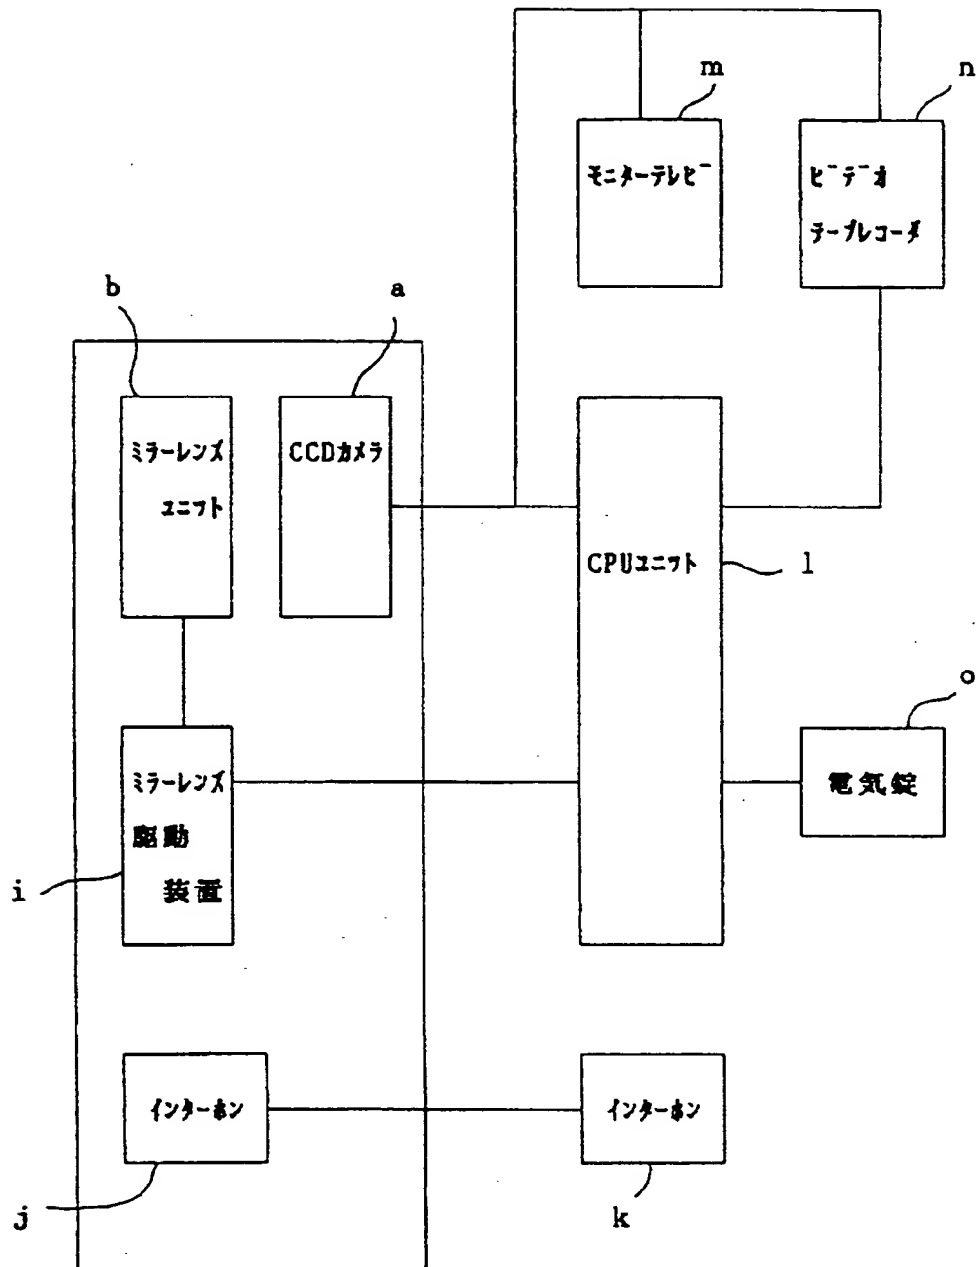 m
n
モニターテレビ
ビデオ
テープレコーダ
b
a
ミラーレンズ
ユニット
CCDカメラ
CPUユニット
l
o
ミラーレンズ
駆動
装置
電気錠
i
インターホン
インターホン
j
k